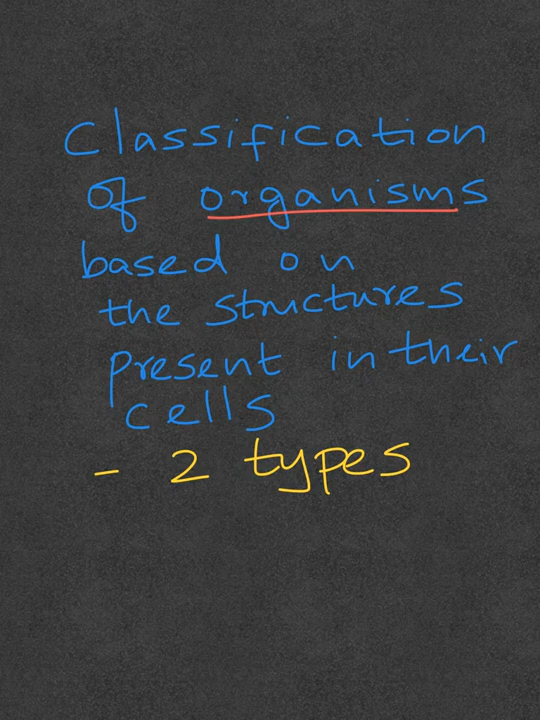 Classification
of organisms
based on
the structures
present in their
cells
- 2 types